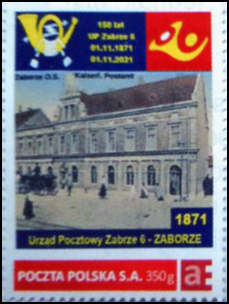 150 lat
UP Zabrze 6
01.11.1871
01.11.2021
Zaborze O.S. Kaiserl. Postamt
1871
Urząd Pocztowy Zabrze 6 - ZABORZE
POCZTA POLSKA S.A. 350g a